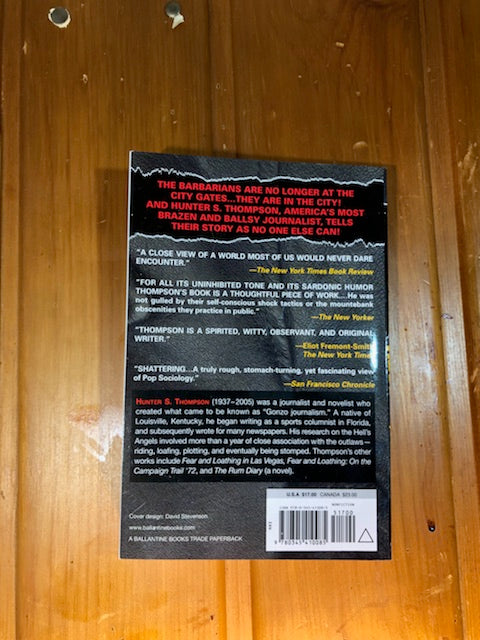 THE BARBARIANS ARE NO LONGER AT THE
CITY GATES...THEY ARE IN THE CITY!
AND HUNTER S. THOMPSON, AMERICA'S MOST
BRAZEN AND BALLSY JOURNALIST, TELLS
THEIR STORY AS NO ONE ELSE CAN!
"A CLOSE VIEW OF A WORLD MOST OF US WOULD NEVER DARE
ENCOUNTER."
—The New York Times Book Review
"FOR ALL ITS UNINHIBITED TONE AND ITS SARDONIC HUMOR
THOMPSON'S BOOK IS A THOUGHTFUL PIECE OF WORK....He was
not gulled by their self-conscious shock tactics or the mountebank
obscenities they practice in public."
—The New Yorker
"THOMPSON IS A SPIRITED, WITTY, OBSERVANT, AND ORIGINAL
WRITER."
—Eliot Fremont-Smith
The New York Times
"SHATTERING...A truly rough, stomach-turning, yet fascinating view
of Pop Sociology."
—San Francisco Chronicle
HUNTER S. THOMPSON (1937–2005) was a journalist and novelist who
created what came to be known as "Gonzo journalism." A native of
Louisville, Kentucky, he began writing as a sports columnist in Florida,
and subsequently wrote for many newspapers. His research on the Hell's
Angels involved more than a year of close association with the outlaws—
riding, loafing, plotting, and eventually being stomped. Thompson's other
works include Fear and Loathing in Las Vegas, Fear and Loathing: On the
Campaign Trail '72, and The Rum Diary (a novel).
U.S.A $17.00 CANADA $23.00
NONFICTION
51700
9 780345 410085
Cover design: David Stevenson
www.ballantinebooks.com
A BALLANTINE BOOKS TRADE PAPERBACK